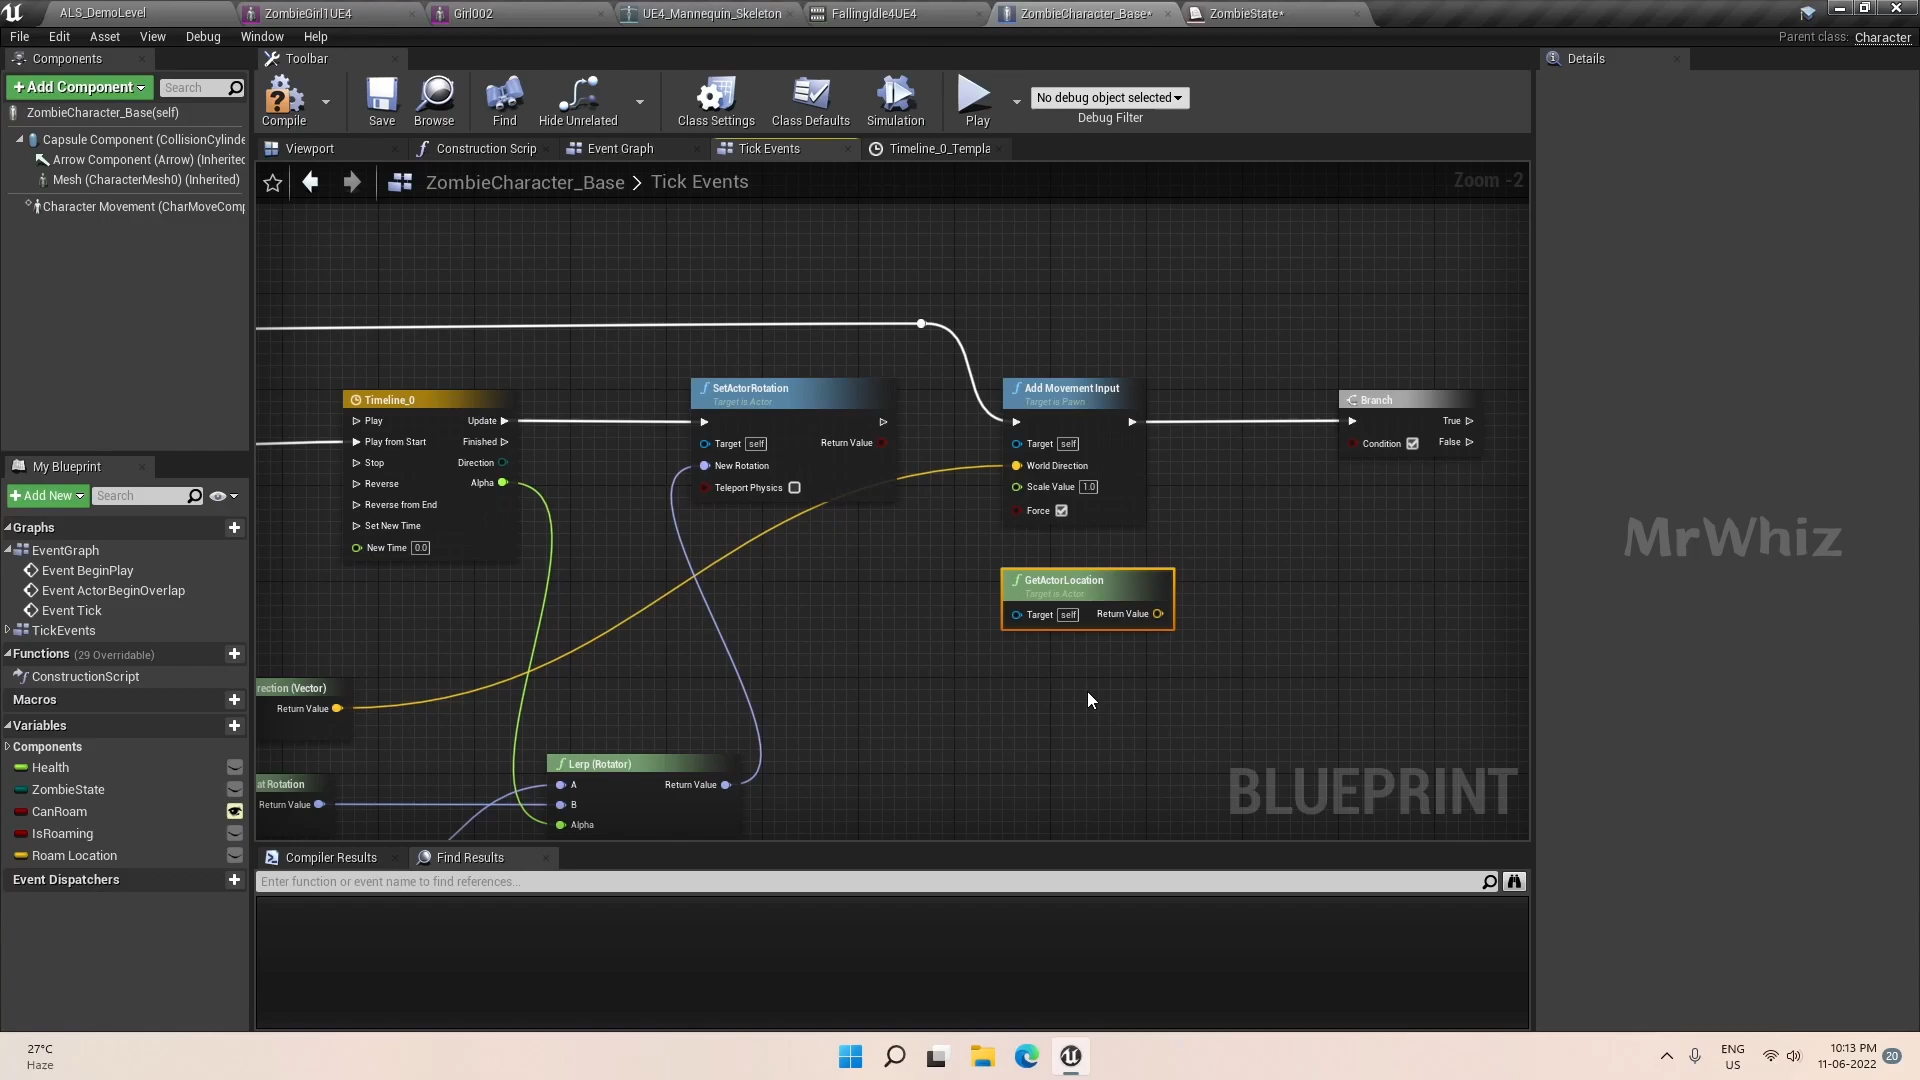 ALS_DemoLevel
ZombieGirl1UE4
Girl002
UE4_Mannequin_Skeleton
FallingIdle4UE4
ZombieCharacter_Base*
ZombieState*
File Edit Asset View Debug Window Help
Parent class: Character
Components
+Add Component
Search
ZombieCharacter_Base(self)
Capsule Component (CollisionCylinde
Arrow Component (Arrow) (Inherited
Mesh (CharacterMesh0) (Inherited)
Character Movement (CharMoveComp
Toolbar
Compile
Save
Browse
Find
Hide Unrelated
Class Settings
Class Defaults
Simulation
Play
No debug object selected
Debug Filter
Details
Viewport
Construction Scrip
Event Graph
Tick Events
Timeline_0_Templa
ZombieCharacter_Base > Tick Events
Zoom -2
Timeline_0
Play
Update
Play from Start
Finished
Stop
Direction
Reverse
Alpha
Reverse from End
Set New Time
New Time 0.0
SetActorRotation
Target is Actor
Target self
Return Value
New Rotation
Teleport Physics
Add Movement Input
Target is Pawn
Target self
World Direction
Scale Value 1.0
Force
Branch
True
Condition
False
GetActorLocation
Target is Actor
Target self
Return Value
rection (Vector)
Return Value
at Rotation
Return Value
Lerp (Rotator)
A
Return Value
B
Alpha
BLUEPRINT
MrWhiz
My Blueprint
+Add New
Search
Graphs
EventGraph
Event BeginPlay
Event ActorBeginOverlap
Event Tick
TickEvents
Functions (29 Overridable)
ConstructionScript
Macros
Variables
Components
Health
ZombieState
CanRoam
IsRoaming
Roam Location
Event Dispatchers
Compiler Results
Find Results
Enter function or event name to find references...
27°C
Haze
ENG
US
10:13 PM
11-06-2022
20